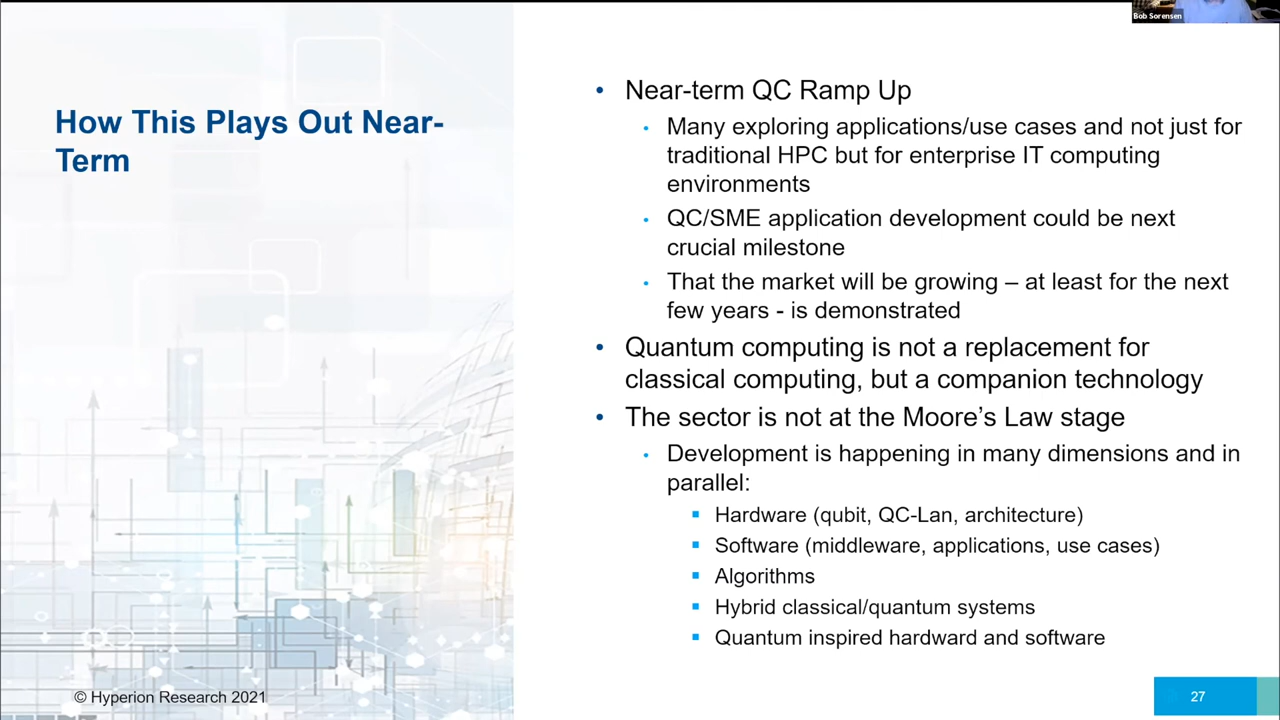 Bob Sorensen
How This Plays Out Near-
Term
• Near-term QC Ramp Up
• Many exploring applications/use cases and not just for
traditional HPC but for enterprise IT computing
environments
• QC/SME application development could be next
crucial milestone
• That the market will be growing – at least for the next
few years - is demonstrated
• Quantum computing is not a replacement for
classical computing, but a companion technology
• The sector is not at the Moore’s Law stage
• Development is happening in many dimensions and in
parallel:
▪ Hardware (qubit, QC-Lan, architecture)
▪ Software (middleware, applications, use cases)
▪ Algorithms
▪ Hybrid classical/quantum systems
▪ Quantum inspired hardward and software
© Hyperion Research 2021
27